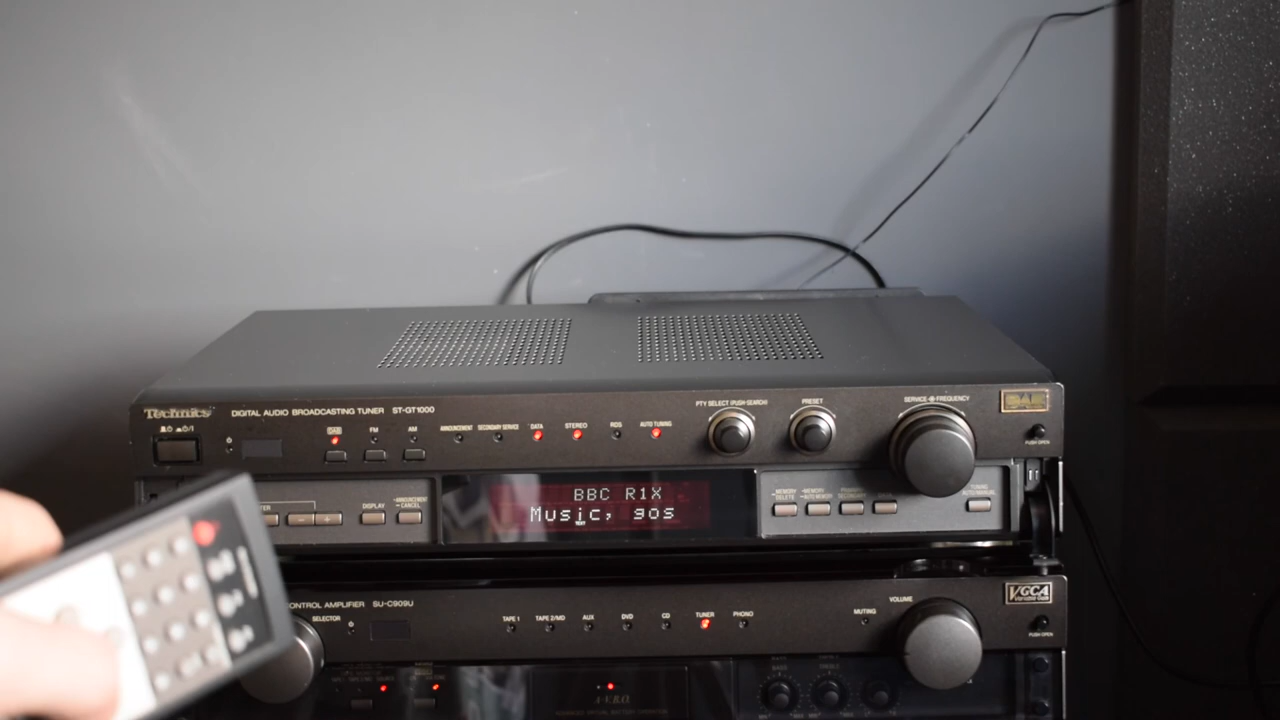 Technics DIGITAL AUDIO BROADCASTING TUNER ST-GT1000
PTY SELECT (PUSH-SEARCH) PRESET SERVICE FREQUENCY
DAB
DAB FM AM ANNOUNCEMENT SECONDARY SERVICE DATA STEREO RDS AUTO TUNING
PUSH OPEN
DISPLAY ANNOUNCEMENT CANCEL
BBC R1X
Music, gos
TEXT
MEMORY DELETE MEMORY AUTO MEMORY SECONDARY
TUNING AUTO/MANUAL
CONTROL AMPLIFIER SU-C909U
SELECTOR
TAPE 1 TAPE 2/MD AUX DVD CD TUNER PHONO
MUTING VOLUME
VGCA
PUSH OPEN
A.V.B.O.